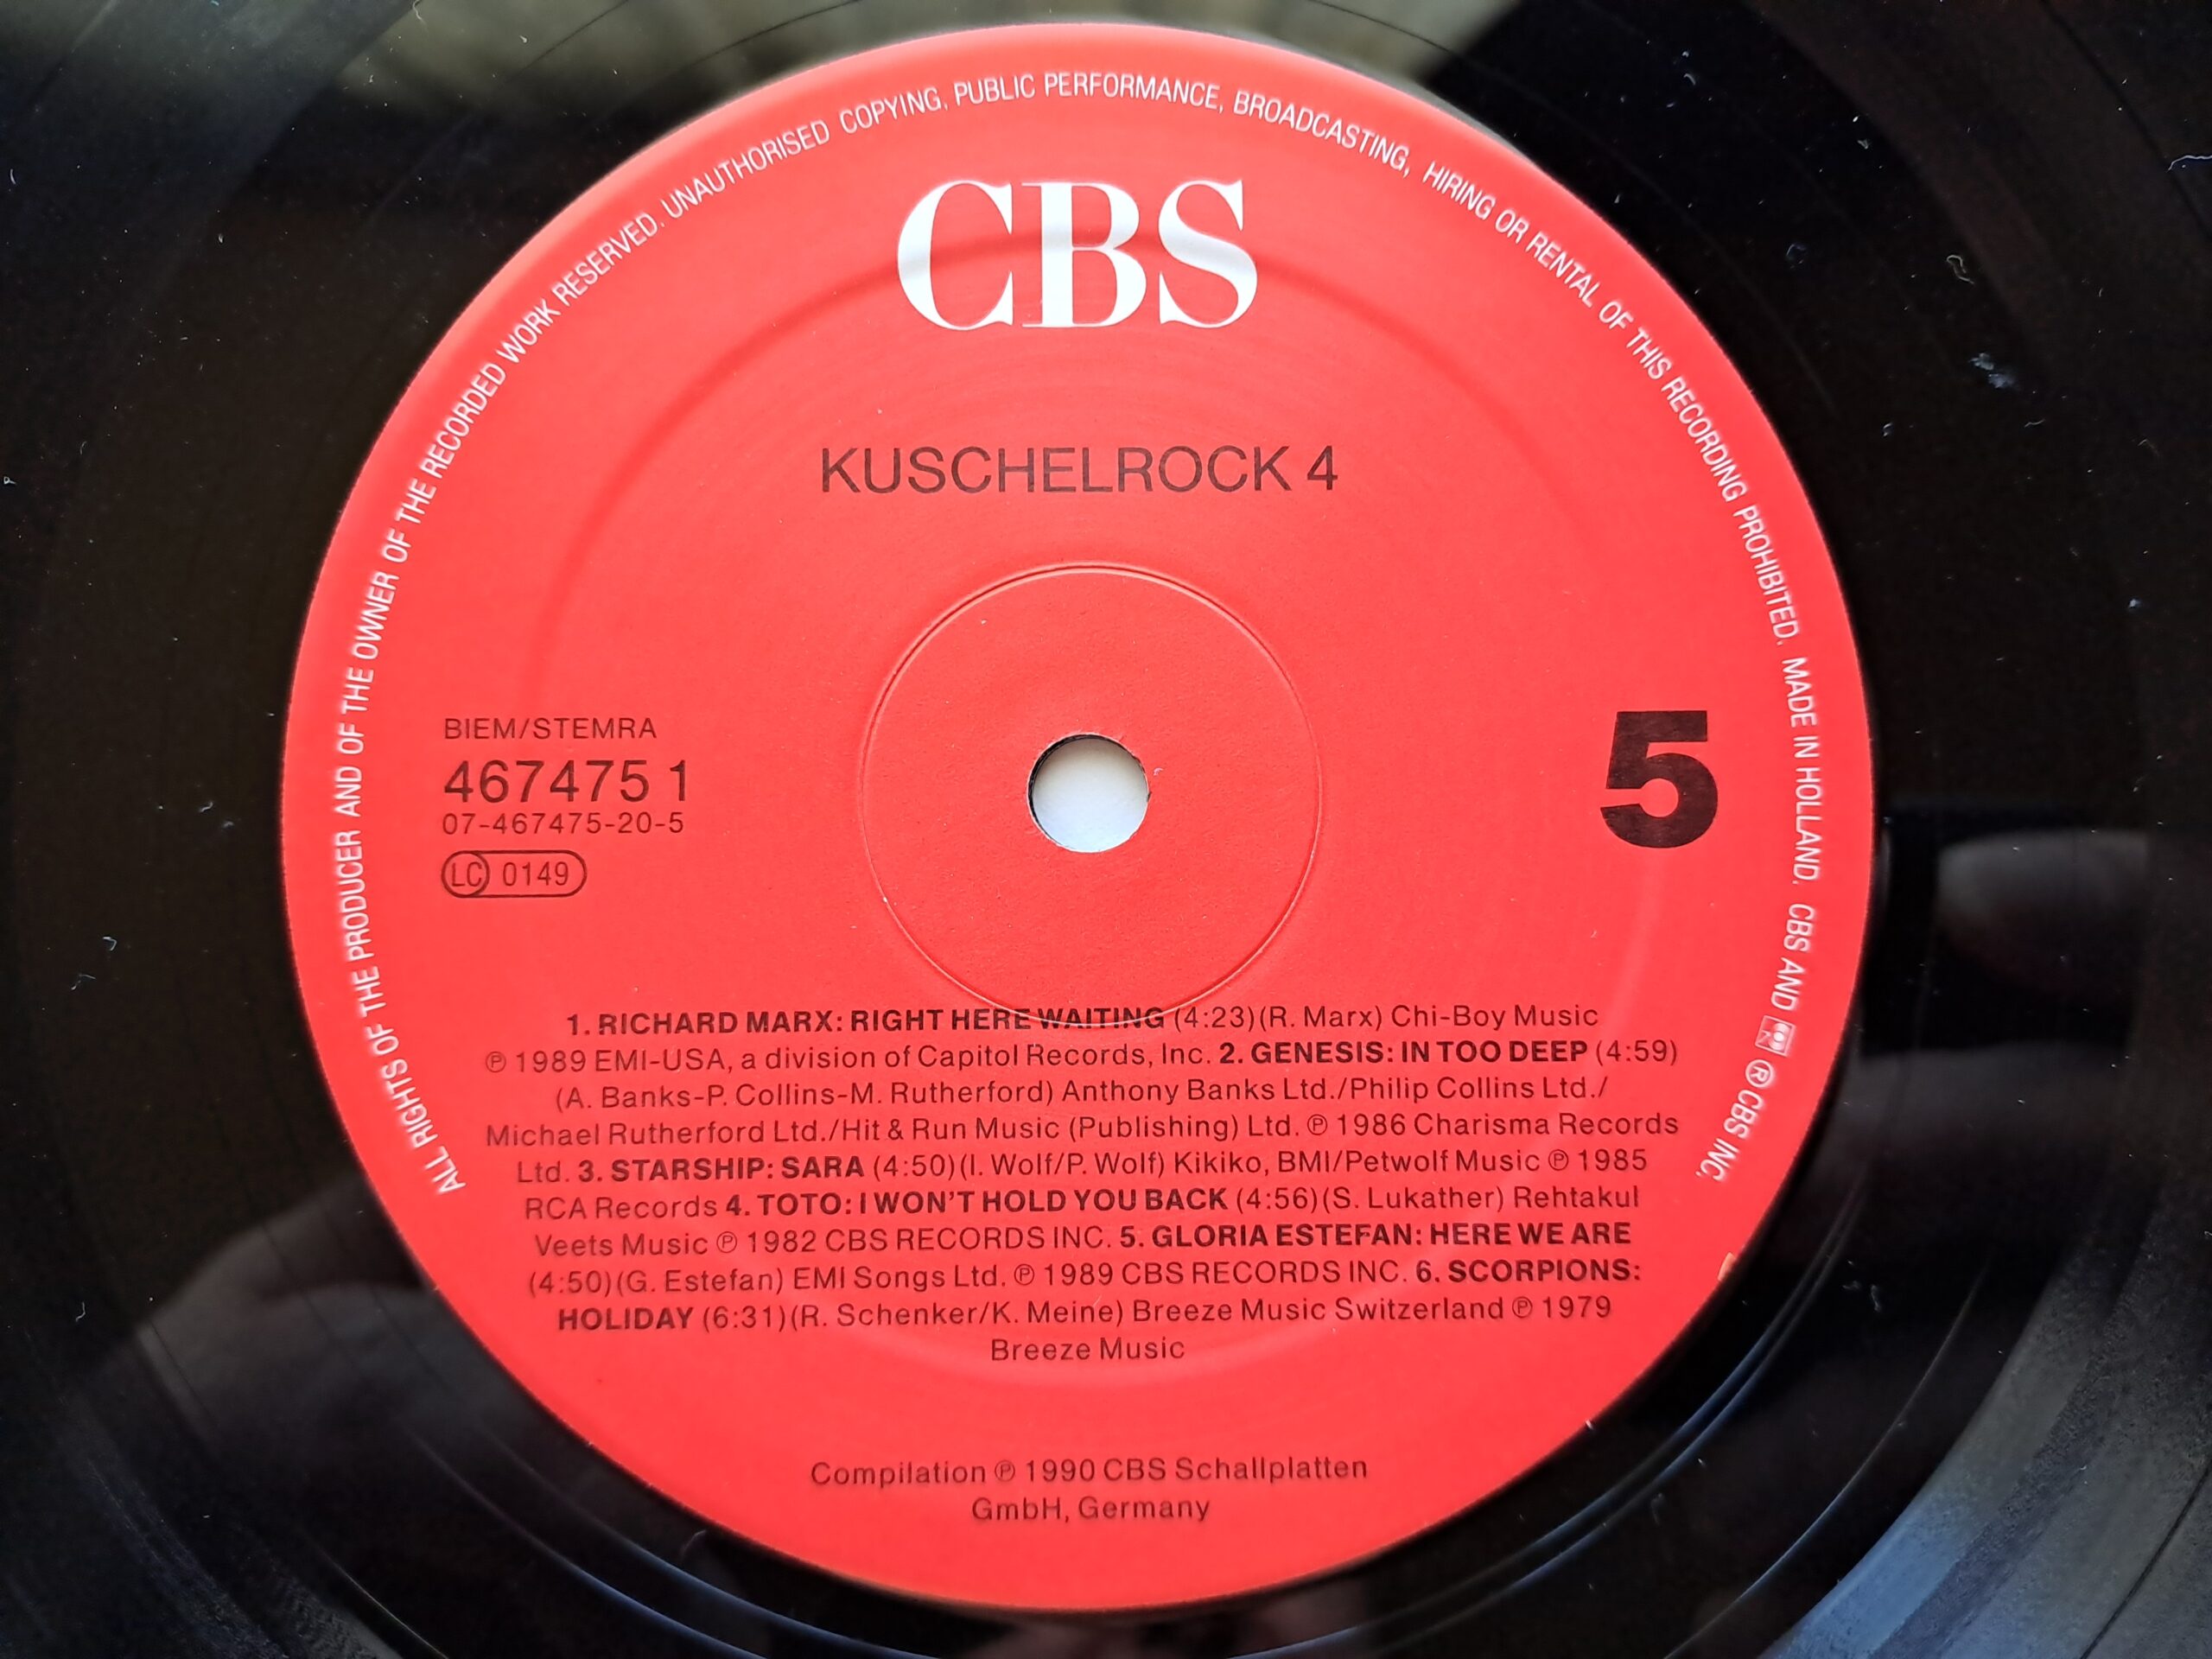 ALL RIGHTS OF THE PRODUCER AND OF THE OWNER OF THE RECORDED WORK RESERVED. UNAUTHORISED COPYING, PUBLIC PERFORMANCE, BROADCASTING, HIRING OR RENTAL OF THIS RECORDING PROHIBITED. MADE IN HOLLAND. CBS AND ® CBS INC.
CBS
KUSCHELROCK 4
BIEM/STEMRA
467475 1
07-467475-20-5
LC 0149
5
1. RICHARD MARX: RIGHT HERE WAITING (4:23)(R. Marx) Chi-Boy Music
℗ 1989 EMI-USA, a division of Capitol Records, Inc. 2. GENESIS: IN TOO DEEP (4:59)
(A. Banks-P. Collins-M. Rutherford) Anthony Banks Ltd./Philip Collins Ltd./
Michael Rutherford Ltd./Hit & Run Music (Publishing) Ltd. ℗ 1986 Charisma Records
Ltd. 3. STARSHIP: SARA (4:50)(I. Wolf/P. Wolf) Kikiko, BMI/Petwolf Music ℗ 1985
RCA Records 4. TOTO: I WON'T HOLD YOU BACK (4:56)(S. Lukather) Rehtakul
Veets Music ℗ 1982 CBS RECORDS INC. 5. GLORIA ESTEFAN: HERE WE ARE
(4:50)(G. Estefan) EMI Songs Ltd. ℗ 1989 CBS RECORDS INC. 6. SCORPIONS:
HOLIDAY (6:31)(R. Schenker/K. Meine) Breeze Music Switzerland ℗ 1979
Breeze Music
Compilation ℗ 1990 CBS Schallplatten
GmbH, Germany